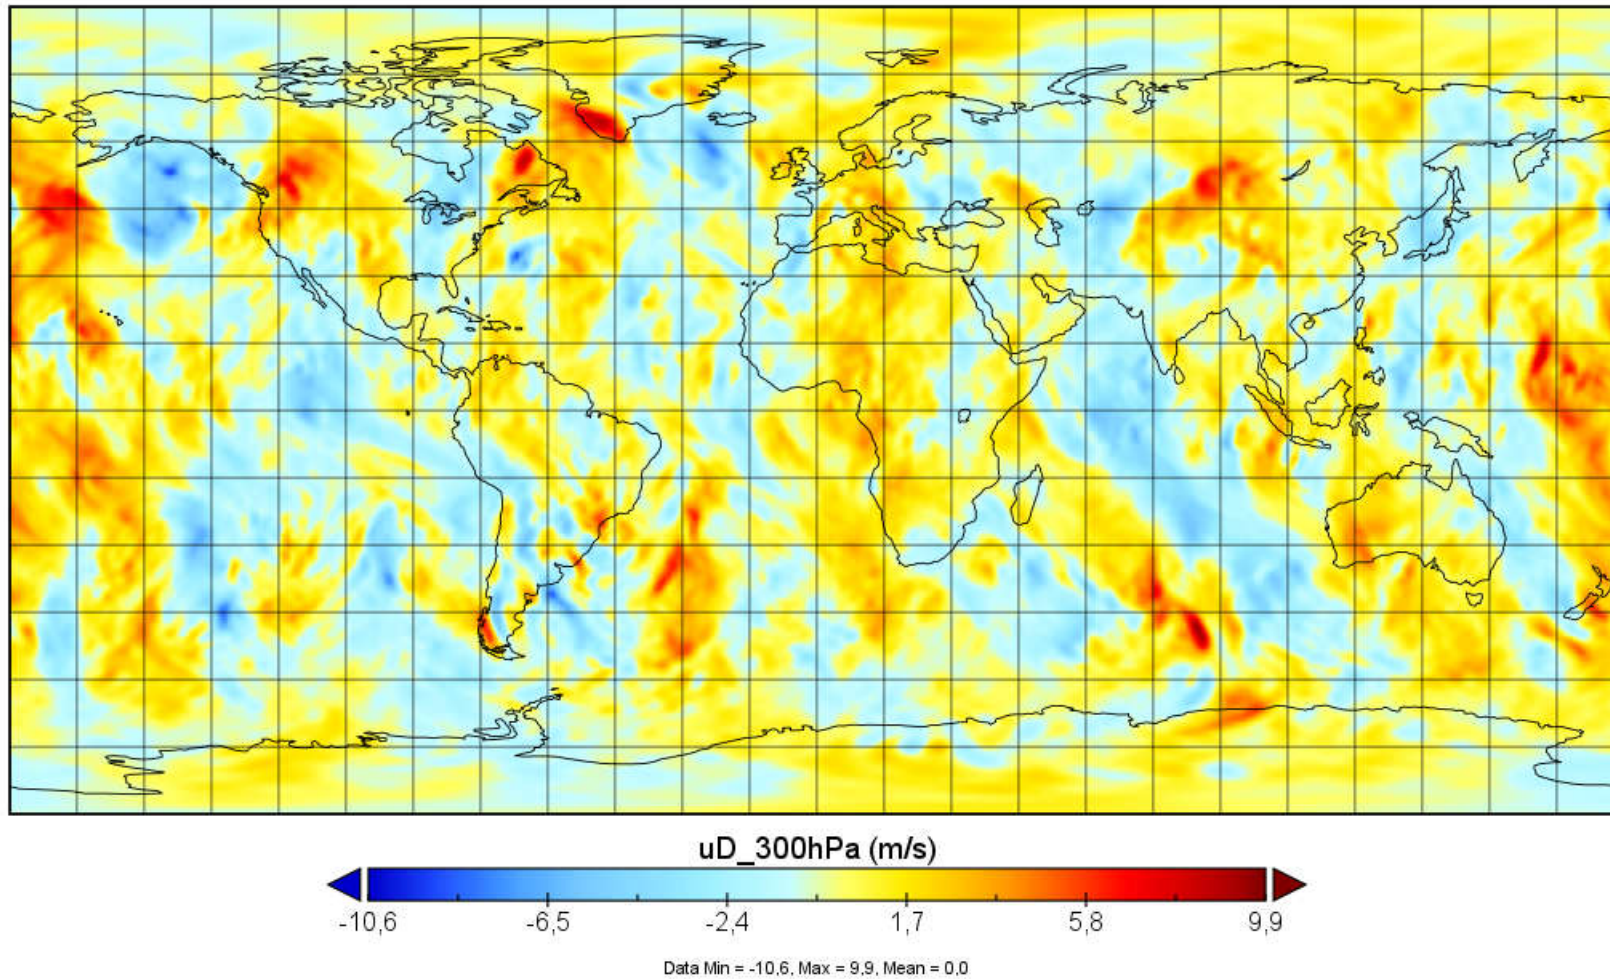 uD_300hPa (m/s)
-10,6 -6,5 -2,4 1,7 5,8 9,9
Data Min = -10,6, Max = 9,9, Mean = 0,0